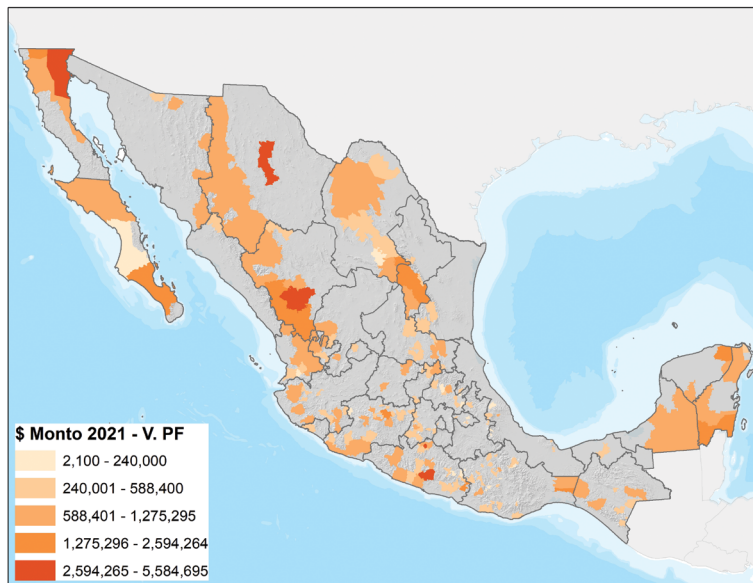 $ Monto 2021 - V. PF
2,100 - 240,000
240,001 - 588,400
588,401 - 1,275,295
1,275,296 - 2,594,264
2,594,265 - 5,584,695